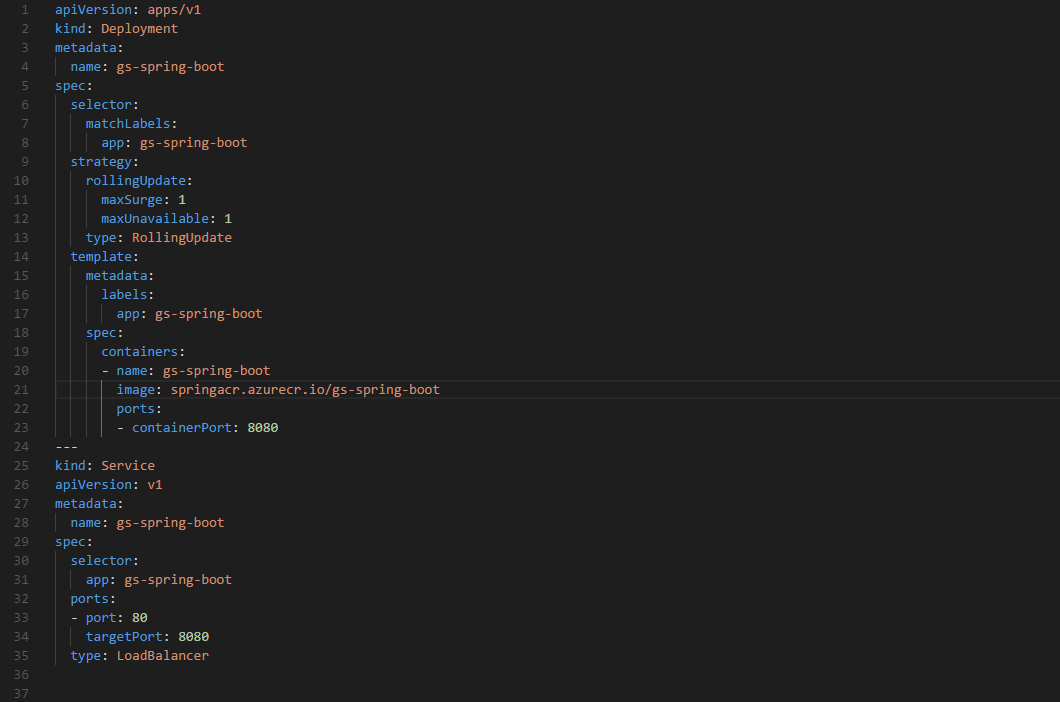 1 apiVersion: apps/v1
2 kind: Deployment
3 metadata:
4   name: gs-spring-boot
5 spec:
6   selector:
7     matchLabels:
8       app: gs-spring-boot
9   strategy:
10     rollingUpdate:
11       maxSurge: 1
12       maxUnavailable: 1
13     type: RollingUpdate
14   template:
15     metadata:
16       labels:
17         app: gs-spring-boot
18     spec:
19       containers:
20       - name: gs-spring-boot
21         image: springacr.azurecr.io/gs-spring-boot
22         ports:
23         - containerPort: 8080
24 ---
25 kind: Service
26 apiVersion: v1
27 metadata:
28   name: gs-spring-boot
29 spec:
30   selector:
31     app: gs-spring-boot
32   ports:
33   - port: 80
34     targetPort: 8080
35   type: LoadBalancer
36
37